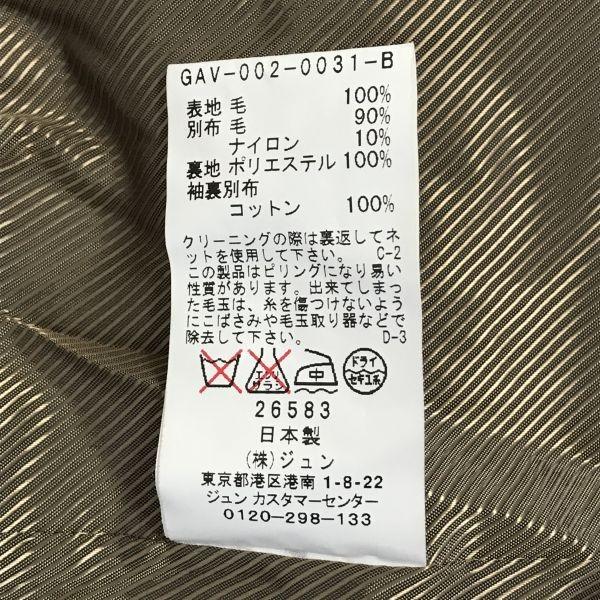 GAV-002-0031-B
表地 毛 100%
別布 毛 90%
ナイロン 10%
裏地 ポリエステル 100%
袖裏別布
コットン 100%
クリーニングの際は裏返してネ
ットを使用して下さい。 C-2
この製品はピリングになり易い
性質があります。出来てしまっ
た毛玉は、糸を傷つけないよう
にこばさみや毛玉取り器などで
除去して下さい。 D-3
エンソ サラシ 中 ドライ セキユ系
26583
日本製
(株)ジュン
東京都港区港南 1-8-22
ジュン カスタマーセンター
0120-298-133